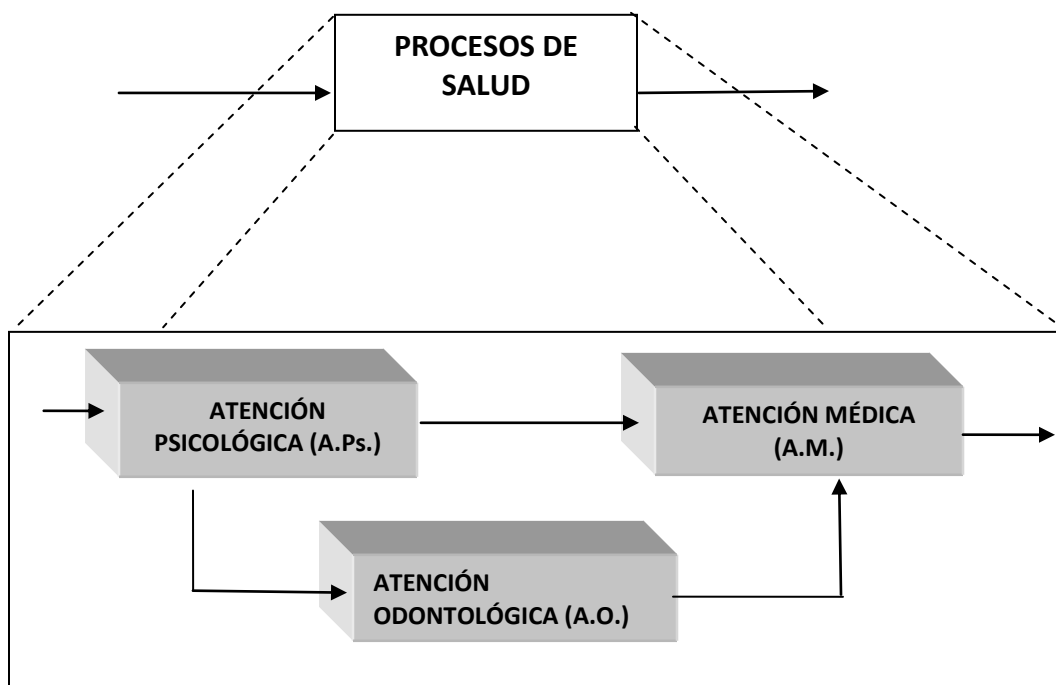 PROCESOS DE
SALUD
ATENCIÓN
PSICOLÓGICA (A.Ps.)
ATENCIÓN MÉDICA
(A.M.)
ATENCIÓN
ODONTOLÓGICA (A.O.)